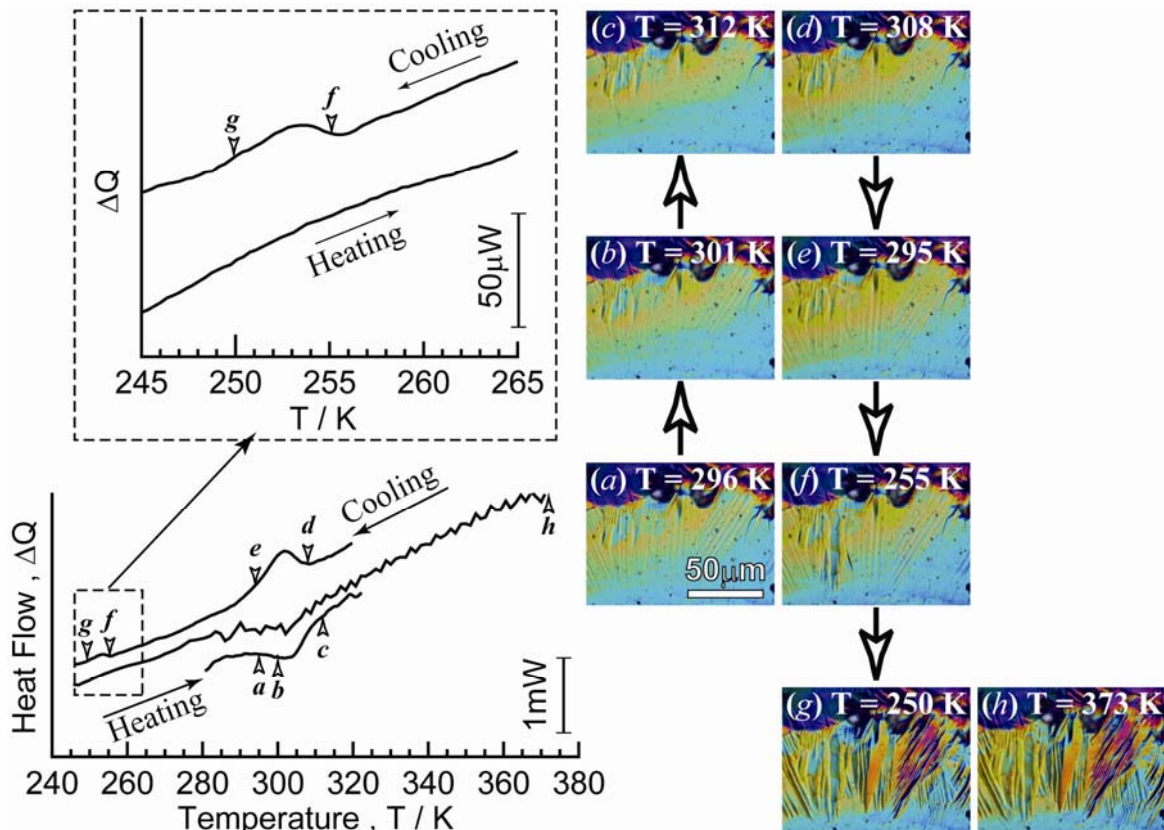 Cooling
g
f
ΔQ
Heating
50μW
245 250 255 260 265
T / K
Cooling
h
d
e
f
g
c
a
b
Heating
1mW
Heat Flow , ΔQ
240 260 280 300 320 340 360 380
Temperature , T / K
(c) T = 312 K
(d) T = 308 K
(b) T = 301 K
(e) T = 295 K
(a) T = 296 K
(f) T = 255 K
50μm
(g) T = 250 K
(h) T = 373 K